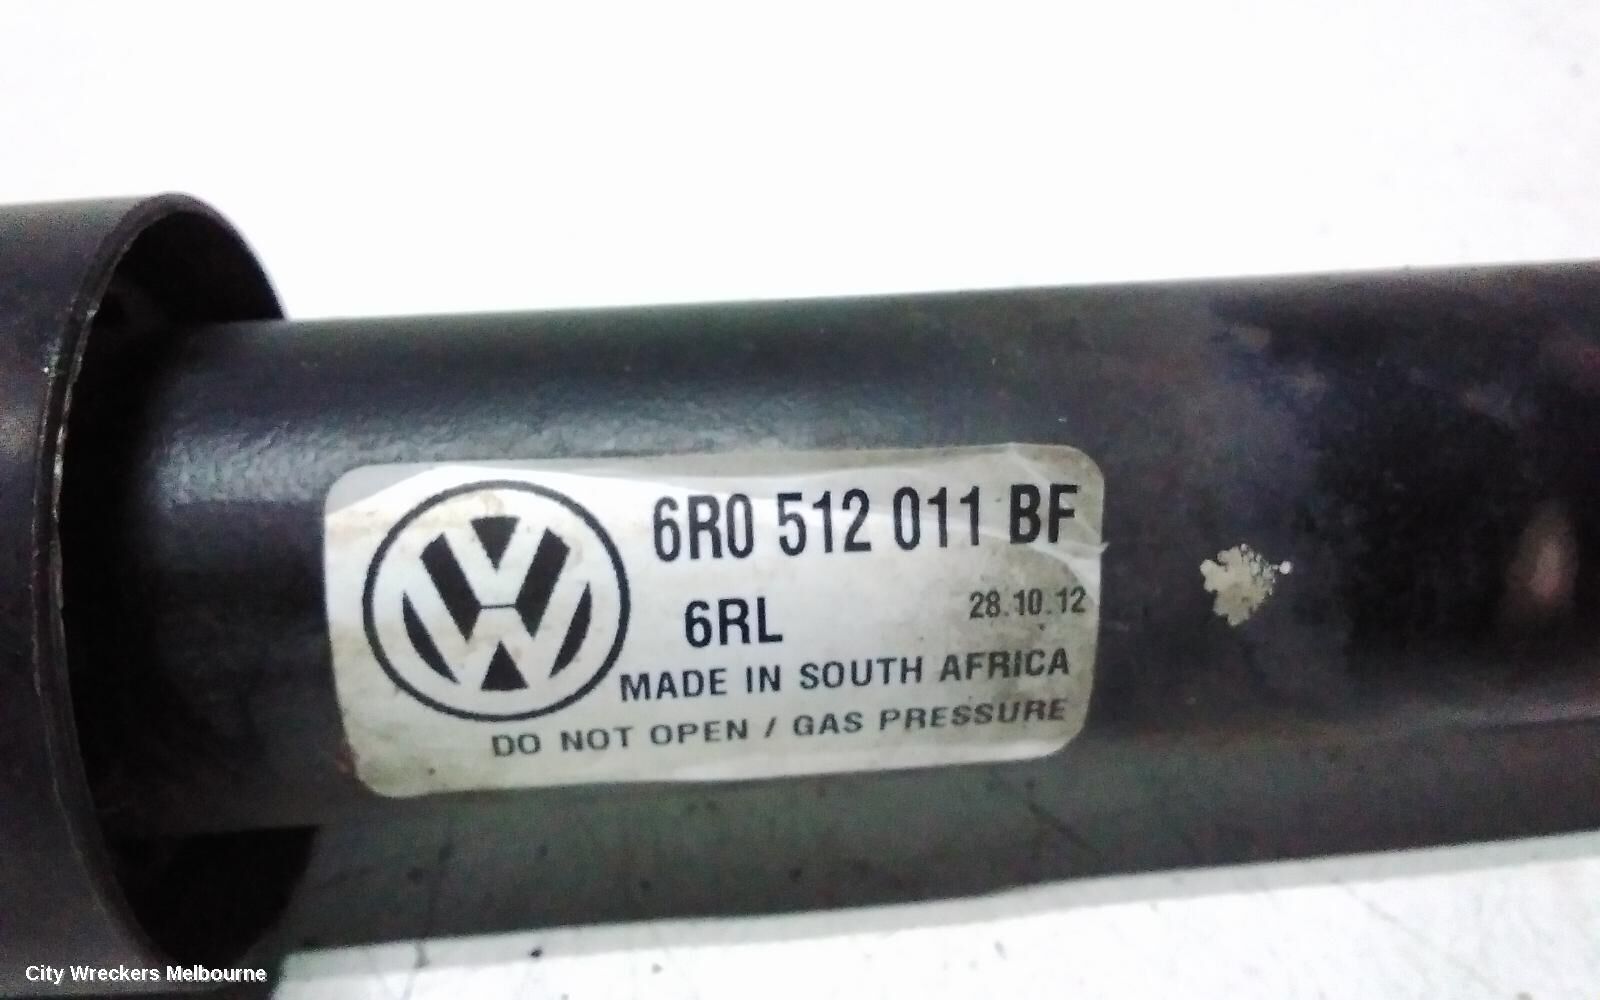 6R0 512 011 BF
6RL
28.10.12
MADE IN SOUTH AFRICA
DO NOT OPEN / GAS PRESSURE
City Wreckers Melbourne